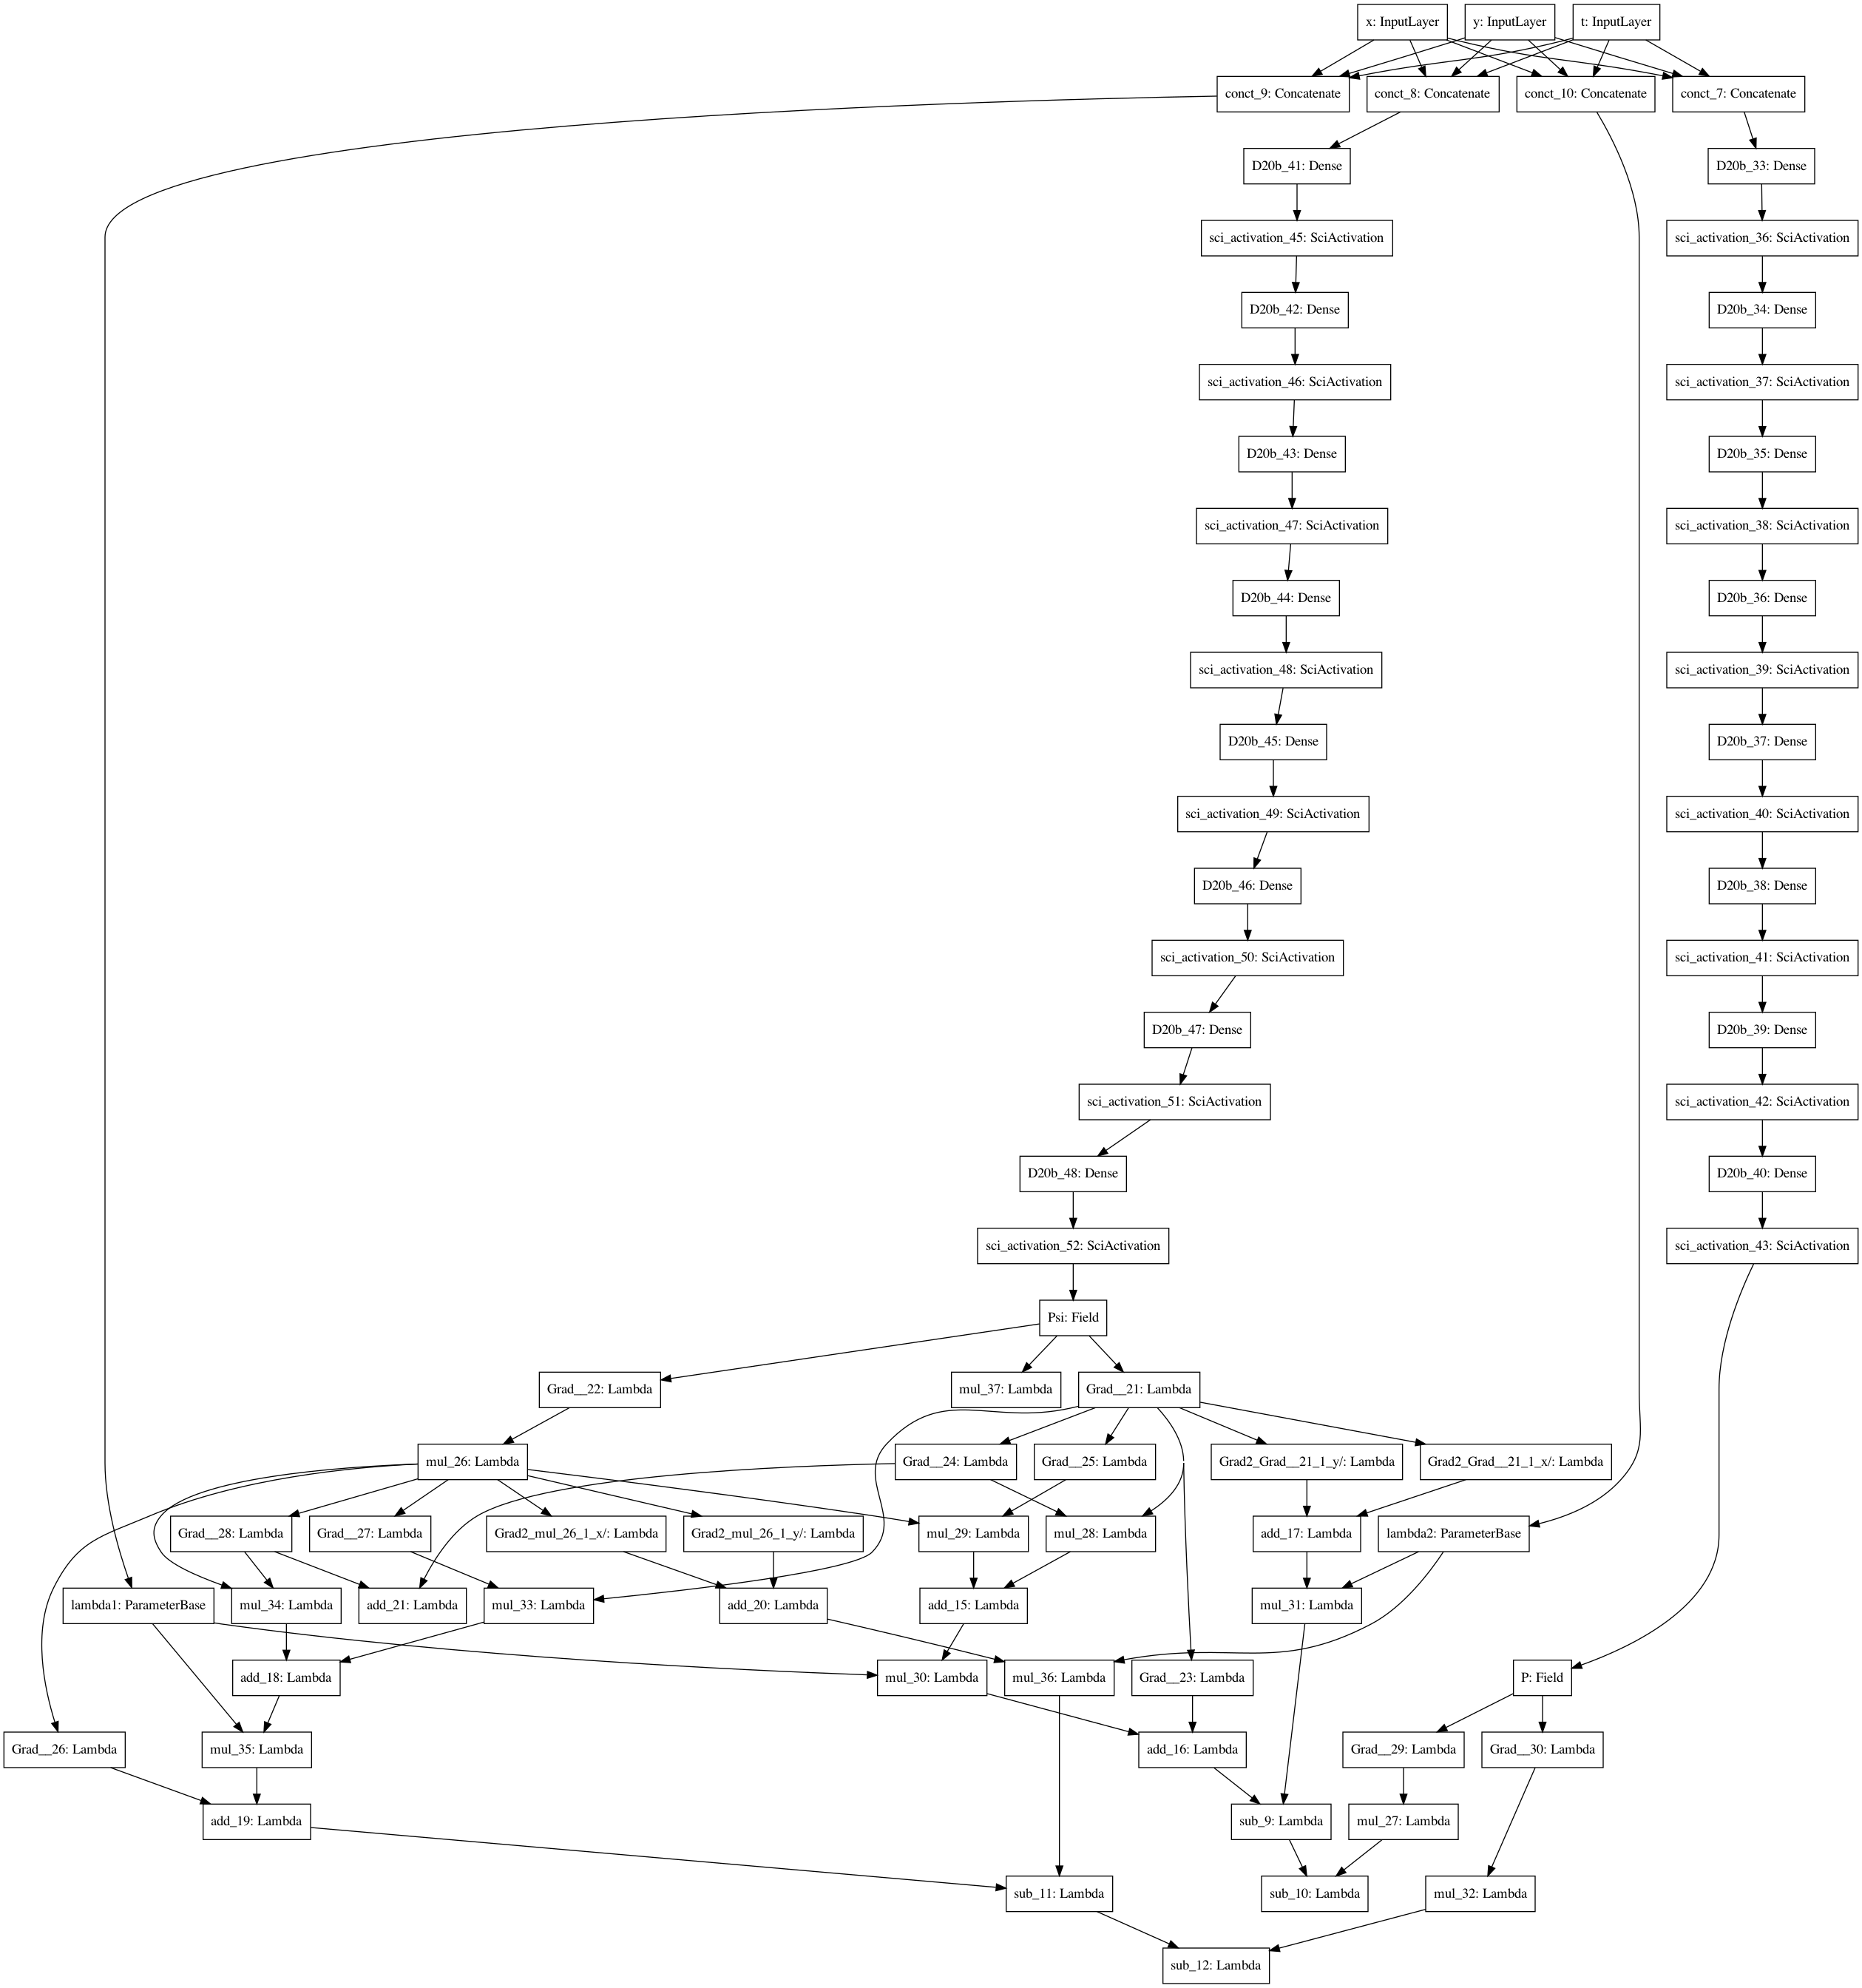 x: InputLayer
y: InputLayer
t: InputLayer
conct_9: Concatenate
conct_8: Concatenate
conct_10: Concatenate
conct_7: Concatenate
D20b_41: Dense
D20b_33: Dense
sci_activation_45: SciActivation
sci_activation_36: SciActivation
D20b_42: Dense
D20b_34: Dense
sci_activation_46: SciActivation
sci_activation_37: SciActivation
D20b_43: Dense
D20b_35: Dense
sci_activation_47: SciActivation
sci_activation_38: SciActivation
D20b_44: Dense
D20b_36: Dense
sci_activation_48: SciActivation
sci_activation_39: SciActivation
D20b_45: Dense
D20b_37: Dense
sci_activation_49: SciActivation
sci_activation_40: SciActivation
D20b_46: Dense
D20b_38: Dense
sci_activation_50: SciActivation
sci_activation_41: SciActivation
D20b_47: Dense
D20b_39: Dense
sci_activation_51: SciActivation
sci_activation_42: SciActivation
D20b_48: Dense
D20b_40: Dense
sci_activation_52: SciActivation
sci_activation_43: SciActivation
Psi: Field
Grad__22: Lambda
mul_37: Lambda
Grad__21: Lambda
mul_26: Lambda
Grad__24: Lambda
Grad__25: Lambda
Grad2_Grad__21_1_y/: Lambda
Grad2_Grad__21_1_x/: Lambda
Grad__28: Lambda
Grad__27: Lambda
Grad2_mul_26_1_x/: Lambda
Grad2_mul_26_1_y/: Lambda
mul_29: Lambda
mul_28: Lambda
add_17: Lambda
lambda2: ParameterBase
lambda1: ParameterBase
mul_34: Lambda
add_21: Lambda
mul_33: Lambda
add_20: Lambda
add_15: Lambda
mul_31: Lambda
add_18: Lambda
mul_30: Lambda
mul_36: Lambda
Grad__23: Lambda
P: Field
Grad__26: Lambda
mul_35: Lambda
add_16: Lambda
Grad__29: Lambda
Grad__30: Lambda
add_19: Lambda
sub_9: Lambda
mul_27: Lambda
sub_11: Lambda
sub_10: Lambda
mul_32: Lambda
sub_12: Lambda